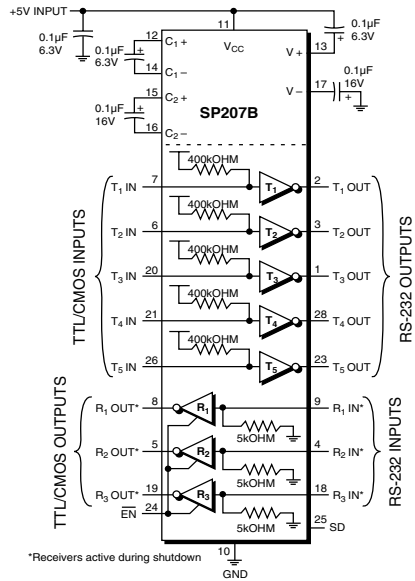 +5V INPUT
0.1µF
6.3V
11
VCC
12
C1 +
0.1µF
6.3V
14
C1 –
15
C2 +
0.1µF
16V
16
C2 –
V +
13
0.1µF
6.3V
V –
17
0.1µF
16V
SP207B
400kOHM
T1 IN
7
T1
2
T1 OUT
400kOHM
T2 IN
6
T2
3
T2 OUT
400kOHM
T3 IN
20
T3
1
T3 OUT
400kOHM
T4 IN
21
T4
28
T4 OUT
400kOHM
T5 IN
26
T5
23
T5 OUT
TTL/CMOS INPUTS
RS-232 OUTPUTS
R1 OUT*
8
R1
9
R1 IN*
5kOHM
R2 OUT*
5
R2
4
R2 IN*
5kOHM
R3 OUT*
19
R3
18
R3 IN*
5kOHM
TTL/CMOS OUTPUTS
RS-232 INPUTS
EN
24
25
SD
*Receivers active during shutdown
10
GND